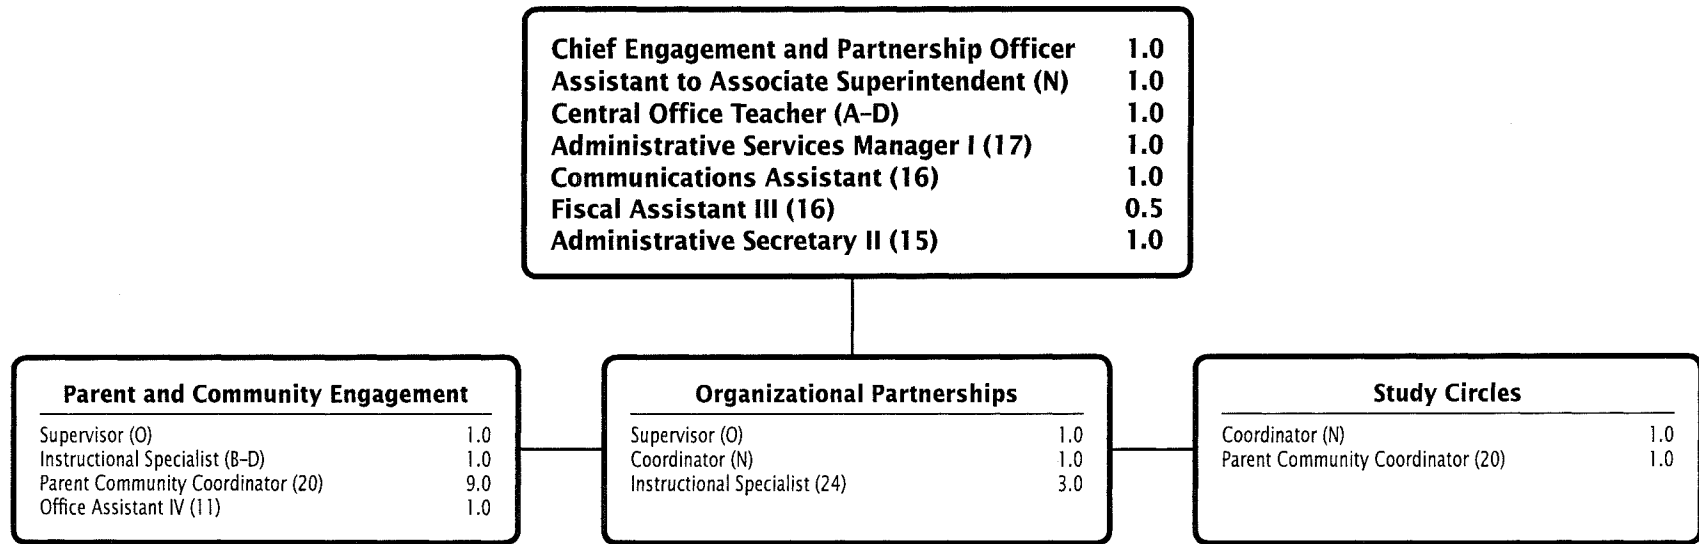 Chief Engagement and Partnership Officer 1.0
Assistant to Associate Superintendent (N) 1.0
Central Office Teacher (A–D) 1.0
Administrative Services Manager I (17) 1.0
Communications Assistant (16) 1.0
Fiscal Assistant III (16) 0.5
Administrative Secretary II (15) 1.0
Parent and Community Engagement
Supervisor (O) 1.0
Instructional Specialist (B–D) 1.0
Parent Community Coordinator (20) 9.0
Office Assistant IV (11) 1.0
Organizational Partnerships
Supervisor (O) 1.0
Coordinator (N) 1.0
Instructional Specialist (24) 3.0
Study Circles
Coordinator (N) 1.0
Parent Community Coordinator (20) 1.0